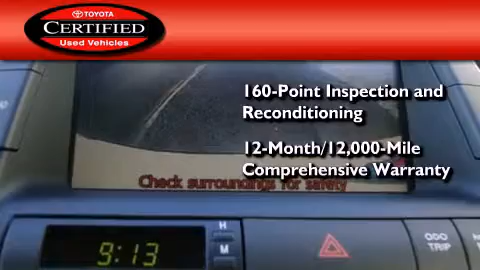 TOYOTA
CERTIFIED
Used Vehicles
160-Point Inspection and
Reconditioning
12-Month/12,000-Mile
Comprehensive Warranty
Check surroundings for safety
H
M
9:13
ODO
TRIP